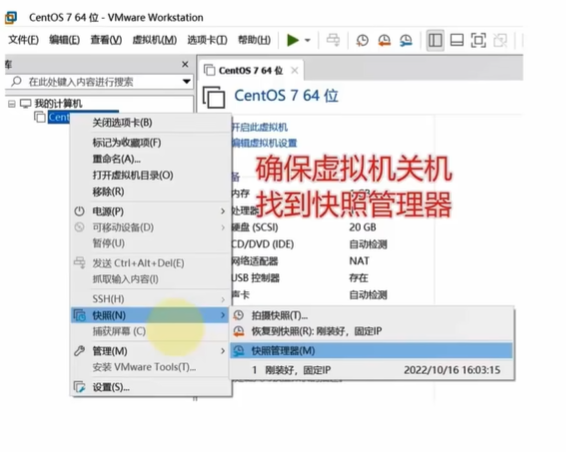 CentOS 7 64 位 - VMware Workstation
文件(F) 编辑(E) 查看(V) 虚拟机(M) 选项卡(T) 帮助(H)
库
在此处键入内容进行搜索
CentOS 7 64 位
我的计算机
CentOS 7 64 位
Cent
关闭选项卡(B)
标记为收藏项(F)
重命名(A)...
打开虚拟机目录(O)
移除(R)
电源(P)
可移动设备(D)
暂停(U)
发送 Ctrl+Alt+Del(E)
抓取输入内容(I)
SSH(H)
快照(N)
捕获屏幕 (C)
管理(M)
安装 VMware Tools(T)...
设置(S)...
开启此虚拟机
编辑虚拟机设置
确保虚拟机关机
找到快照管理器
备
内存
处理器
硬盘 (SCSI) 20 GB
CD/DVD (IDE) 自动检测
网络适配器 NAT
USB 控制器 存在
声卡 自动检测
拍摄快照(T)...
恢复到快照(R): 刚装好，固定IP
快照管理器(M)
1 刚装好，固定IP 2022/10/16 16:03:15